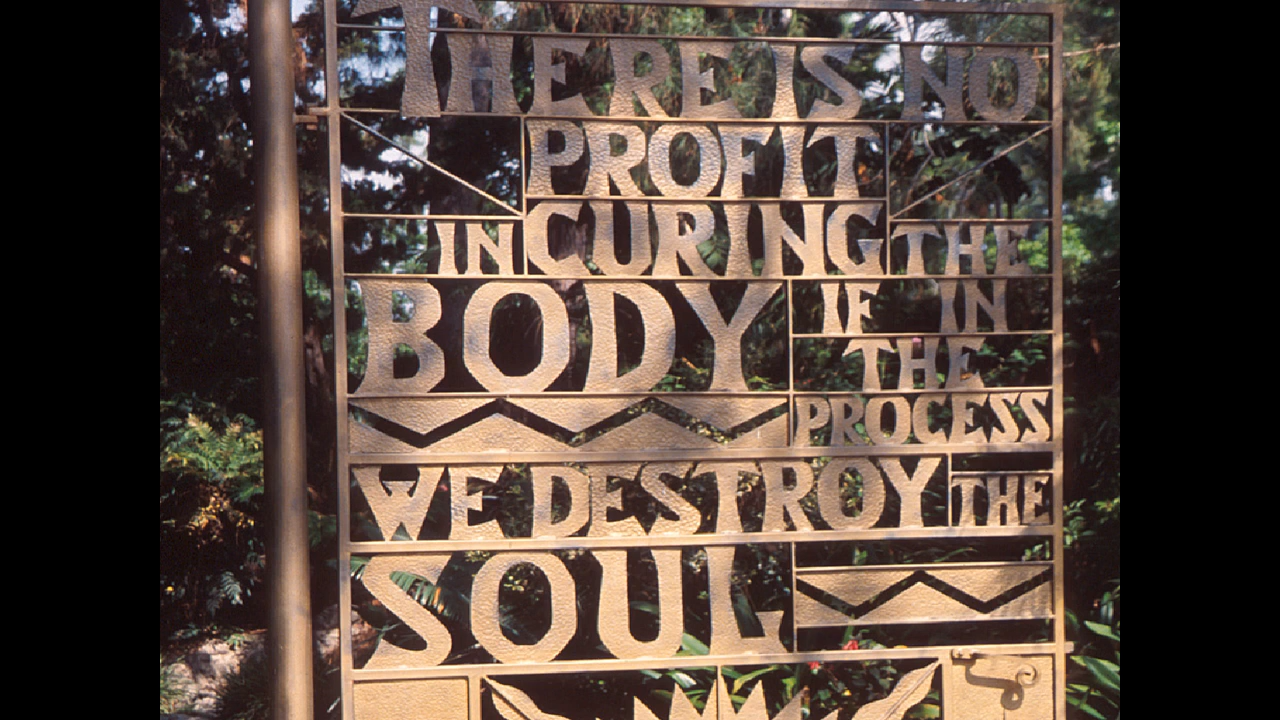 THERE IS NO
PROFIT
IN CURING THE
BODY IF IN
THE
PROCESS
WE DESTROY THE
SOUL